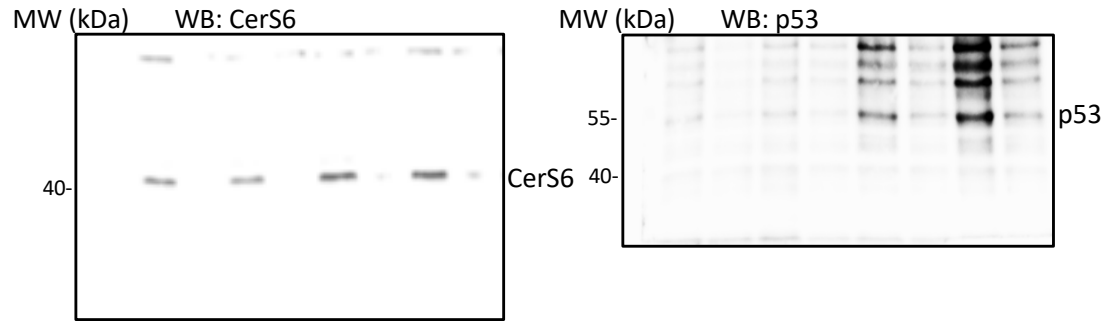 MW (kDa) WB: CerS6
40-
CerS6
MW (kDa) WB: p53
55-
p53
40-